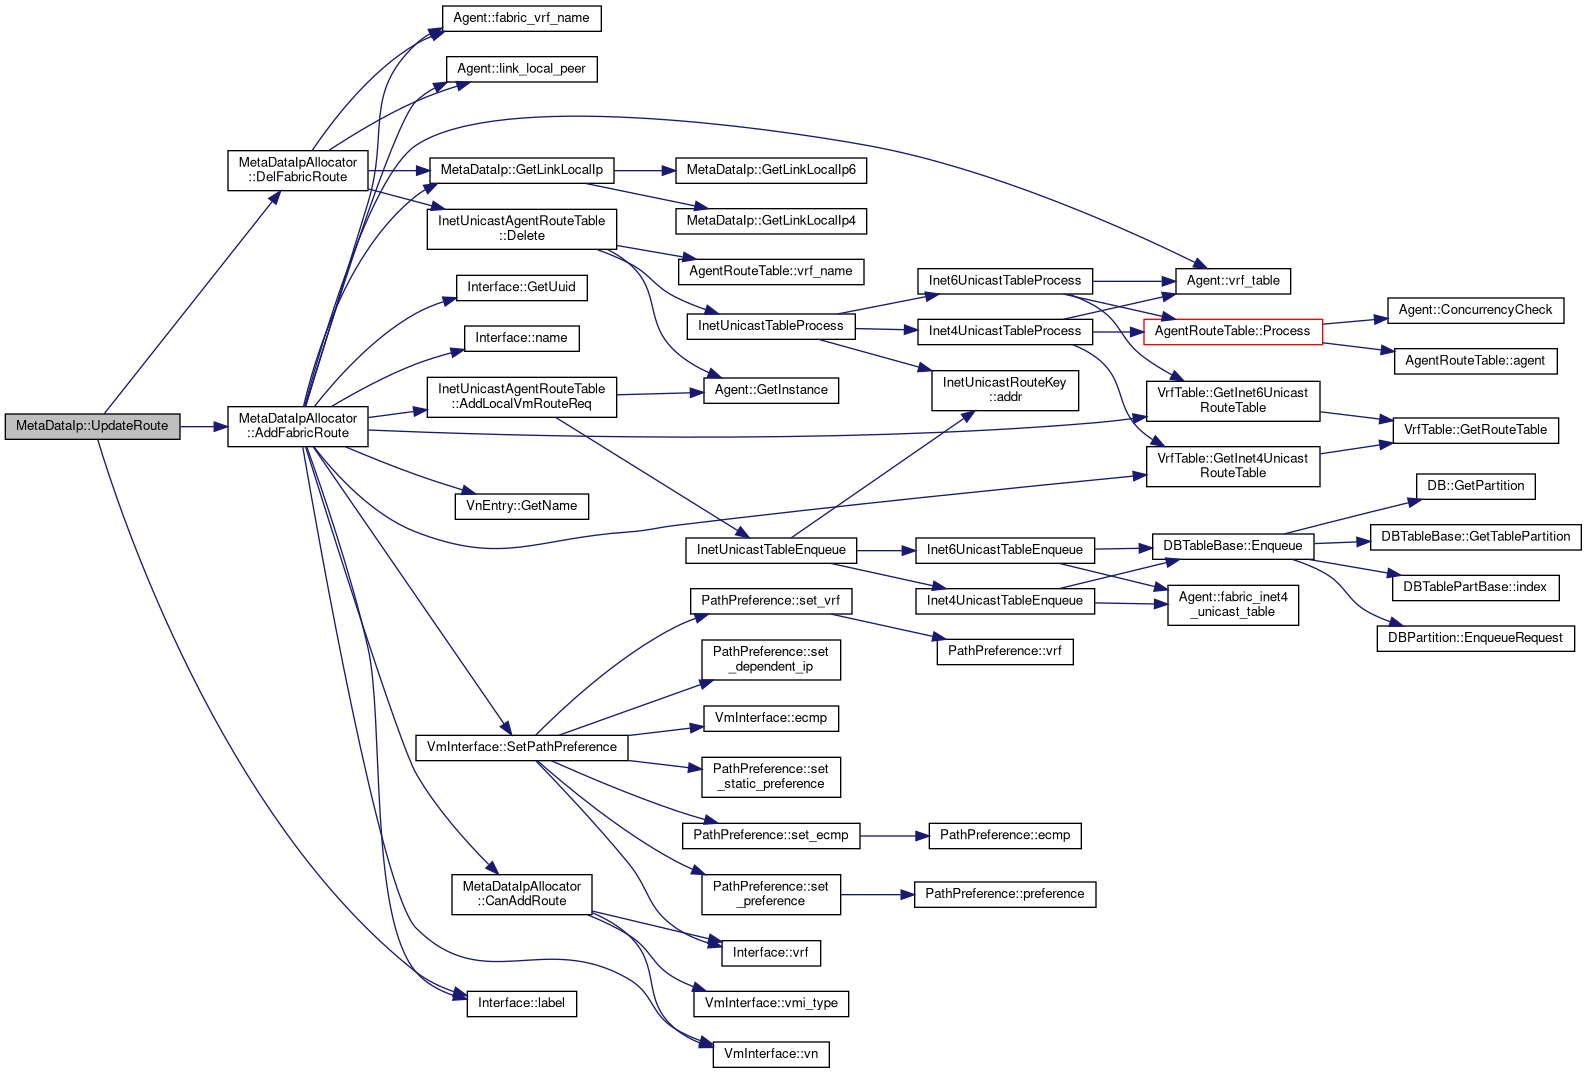 MetaDataIp::UpdateRoute
MetaDataIpAllocator
::DelFabricRoute
MetaDataIpAllocator
::AddFabricRoute
Agent::fabric_vrf_name
Agent::link_local_peer
MetaDataIp::GetLinkLocalIp
InetUnicastAgentRouteTable
::Delete
Interface::GetUuid
Interface::name
InetUnicastAgentRouteTable
::AddLocalVmRouteReq
VnEntry::GetName
VmInterface::SetPathPreference
MetaDataIpAllocator
::CanAddRoute
Interface::label
MetaDataIp::GetLinkLocalIp6
MetaDataIp::GetLinkLocalIp4
AgentRouteTable::vrf_name
InetUnicastTableProcess
Agent::GetInstance
InetUnicastTableEnqueue
PathPreference::set_vrf
PathPreference::set
_dependent_ip
VmInterface::ecmp
PathPreference::set
_static_preference
PathPreference::set_ecmp
PathPreference::set
_preference
Interface::vrf
VmInterface::vmi_type
VmInterface::vn
Inet6UnicastTableProcess
Inet4UnicastTableProcess
InetUnicastRouteKey
::addr
Inet6UnicastTableEnqueue
Inet4UnicastTableEnqueue
PathPreference::vrf
PathPreference::ecmp
PathPreference::preference
Agent::vrf_table
AgentRouteTable::Process
VrfTable::GetInet6Unicast
RouteTable
VrfTable::GetInet4Unicast
RouteTable
DBTableBase::Enqueue
Agent::fabric_inet4
_unicast_table
Agent::ConcurrencyCheck
AgentRouteTable::agent
VrfTable::GetRouteTable
DB::GetPartition
DBTableBase::GetTablePartition
DBTablePartBase::index
DBPartition::EnqueueRequest